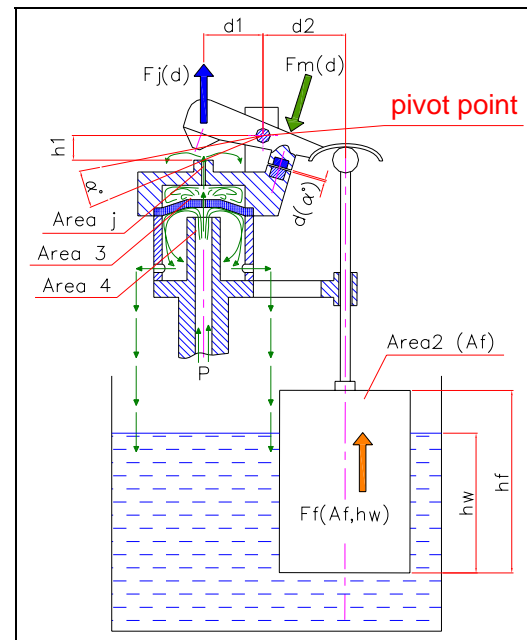 d1
d2
Fj(d)
Fm(d)
pivot point
h1
α°
d(α°)
Area j
Area 3
Area 4
P
Area2 (Af)
Ff(Af,hw)
hw
hf